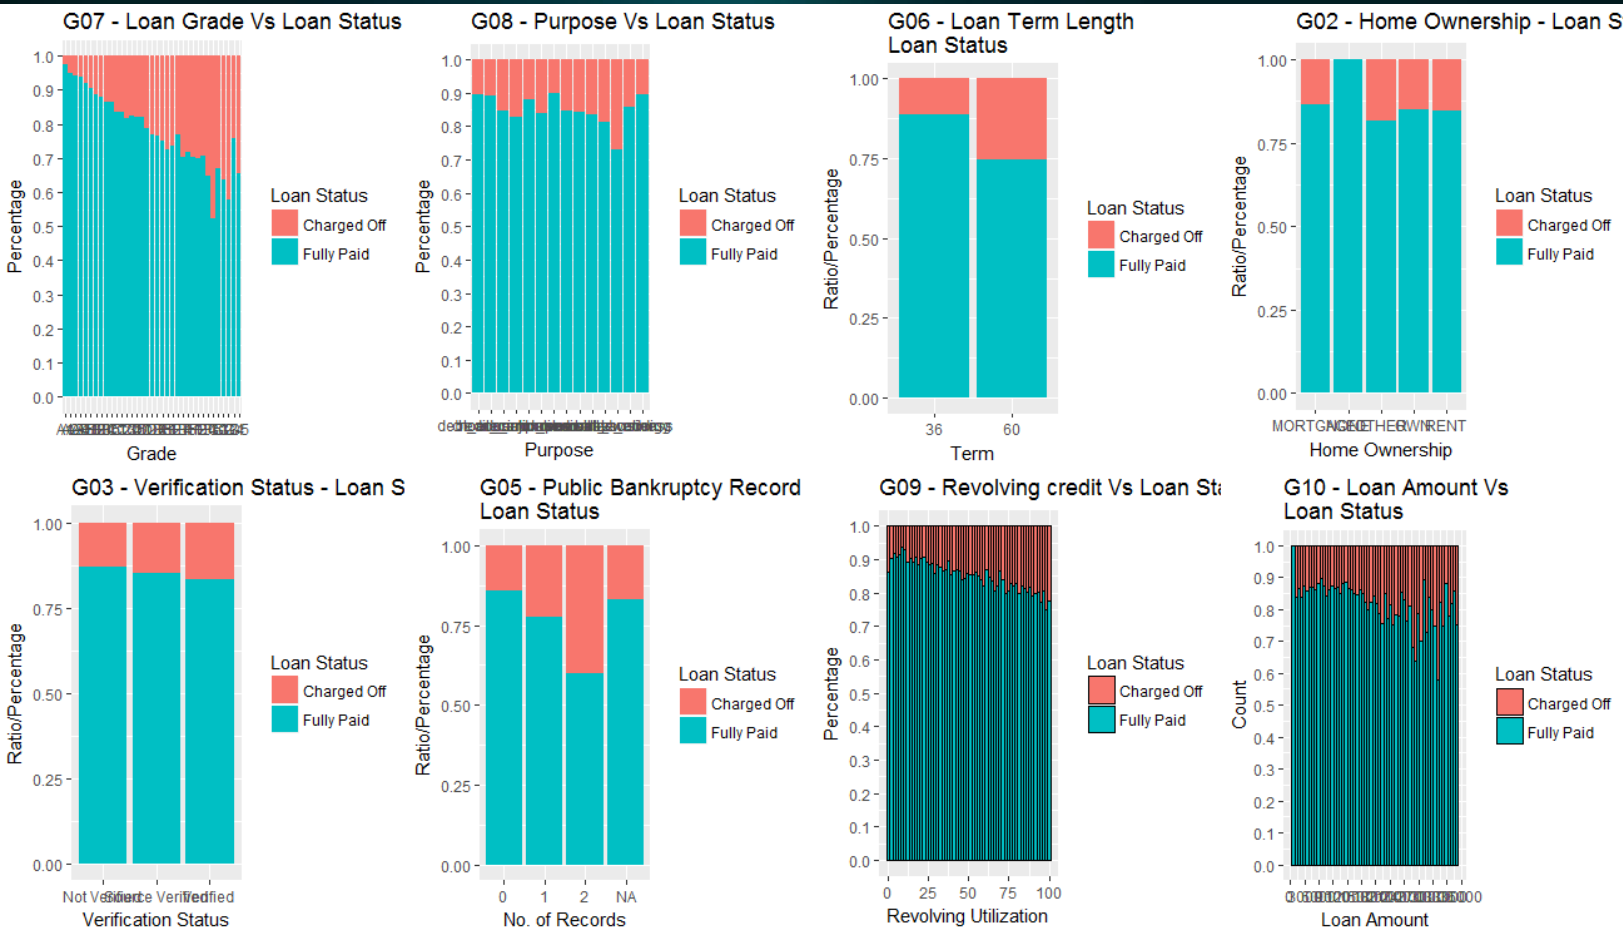 G07 - Loan Grade Vs Loan Status
1.0
0.9
0.8
0.7
0.6
0.5
0.4
0.3
0.2
0.1
0.0
Percentage
Grade
Loan Status
Charged Off
Fully Paid
G08 - Purpose Vs Loan Status
1.0
0.9
0.8
0.7
0.6
0.5
0.4
0.3
0.2
0.1
0.0
Percentage
Purpose
Loan Status
Charged Off
Fully Paid
G06 - Loan Term Length
Loan Status
1.00
0.75
0.50
0.25
0.00
Ratio/Percentage
36 60
Term
Loan Status
Charged Off
Fully Paid
G02 - Home Ownership - Loan S
1.00
0.75
0.50
0.25
0.00
Ratio/Percentage
MORTGAGE NONE OTHER OWN RENT
Home Ownership
Loan Status
Charged Off
Fully Paid
G03 - Verification Status - Loan S
1.00
0.75
0.50
0.25
0.00
Ratio/Percentage
Not Verified Source Verified Verified
Verification Status
Loan Status
Charged Off
Fully Paid
G05 - Public Bankruptcy Record
Loan Status
1.00
0.75
0.50
0.25
0.00
Ratio/Percentage
0 1 2 NA
No. of Records
Loan Status
Charged Off
Fully Paid
G09 - Revolving credit Vs Loan Sta
1.0
0.9
0.8
0.7
0.6
0.5
0.4
0.3
0.2
0.1
0.0
Percentage
0 25 50 75 100
Revolving Utilization
Loan Status
Charged Off
Fully Paid
G10 - Loan Amount Vs
Loan Status
1.0
0.9
0.8
0.7
0.6
0.5
0.4
0.3
0.2
0.1
0.0
Count
Loan Amount
Loan Status
Charged Off
Fully Paid